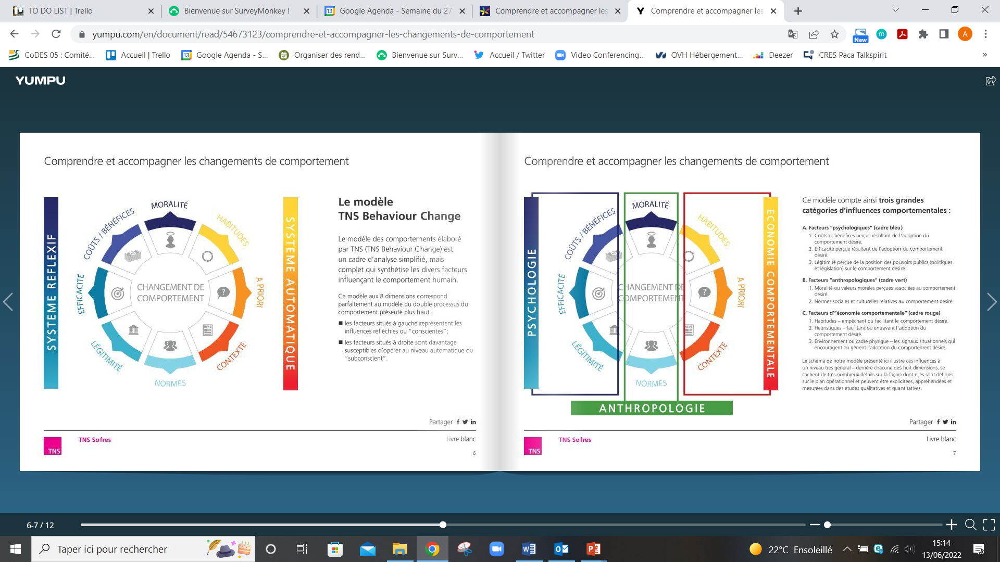 TO DO LIST | Trello
Bienvenue sur SurveyMonkey !
Google Agenda - Semaine du 27
Comprendre et accompagner les
Comprendre et accompagner les
yumpu.com/en/document/read/54673123/comprendre-et-accompagner-les-changements-de-comportement
New
m
A
CoDES 05 : Comité...
Accueil | Trello
Google Agenda - S...
Organiser des rend...
Bienvenue sur Surv...
Accueil / Twitter
Video Conferencing...
OVH Hébergement...
Deezer
CRES Paca Talkspirit
»
YUMPU
Comprendre et accompagner les changements de comportement
SYSTEME REFLEXIF
COÛTS / BÉNÉFICES
MORALITÉ
HABITUDES
EFFICACITÉ
CHANGEMENT DE
COMPORTEMENT
A PRIORI
LÉGITIMITÉ
NORMES
CONTEXTE
NEWS
SYSTEME AUTOMATIQUE
Le modèle
TNS Behaviour Change
Le modèle des comportements élaboré
par TNS (TNS Behaviour Change) est
un cadre d'analyse simplifié, mais
complet qui synthétise les divers facteurs
influençant le comportement humain.
Ce modèle aux 8 dimensions correspond
parfaitement au modèle du double processus du
comportement présenté plus haut :
■ les facteurs situés à gauche représentent les
influences réfléchies ou "conscientes";
■ les facteurs situés à droite sont davantage
susceptibles d'opérer au niveau automatique ou
"subconscient".
Partager f in
TNS
TNS Sofres
Livre blanc
6
Comprendre et accompagner les changements de comportement
PSYCHOLOGIE
COÛTS / BÉNÉFICES
MORALITÉ
HABITUDES
EFFICACITÉ
CHANGEMENT DE
COMPORTEMENT
A PRIORI
LÉGITIMITÉ
NORMES
CONTEXTE
NEWS
ECONOMIE COMPORTEMENTALE
ANTHROPOLOGIE
Ce modèle compte ainsi trois grandes
catégories d'influences comportementales :
A. Facteurs "psychologiques" (cadre bleu)
1. Coûts et bénéfices perçus résultant de l'adoption du
comportement désiré.
2. Efficacité perçue résultant de l'adoption du comportement
désiré.
3. Légitimité perçue de la position des pouvoirs publics (politiques
et législation) sur le comportement désiré.
B. Facteurs "anthropologiques" (cadre vert)
1. Moralité ou valeurs morales perçues associées au comportement
désiré.
2. Normes sociales et culturelles relatives au comportement désiré.
C. Facteurs d'"économie comportementale" (cadre rouge)
1. Habitudes – empêchant ou facilitant le comportement désiré.
2. Heuristiques – facilitant ou entravant l'adoption du
comportement désiré.
3. Environnement ou cadre physique – les signaux situationnels qui
encouragent ou gênent l'adoption du comportement désiré.
Le schéma de notre modèle présenté ici illustre ces influences à
un niveau très général – derrière chacune des huit dimensions, se
cachent de très nombreux détails sur la façon dont elles sont définies
sur le plan opérationnel et peuvent être explicitées, appréhendées et
mesurées dans des études qualitatives et quantitatives.
Partager f in
TNS
TNS Sofres
Livre blanc
7
6-7 / 12
Taper ici pour rechercher
22°C Ensoleillé
15:14
13/06/2022